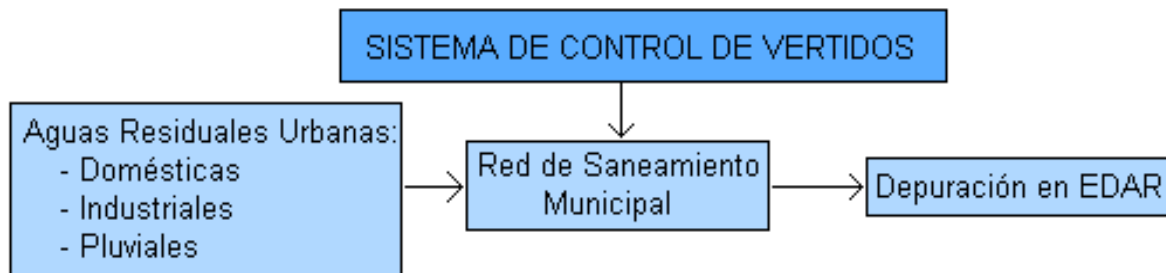 SISTEMA DE CONTROL DE VERTIDOS
Aguas Residuales Urbanas:
- Domésticas
- Industriales
- Pluviales
Red de Saneamiento
Municipal
Depuración en EDAR